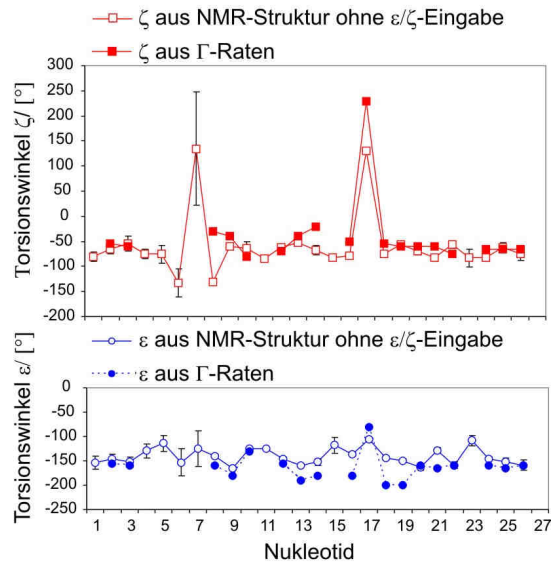 ζ aus NMR-Struktur ohne ε/ζ-Eingabe
ζ aus Γ-Raten
Torsionswinkel ζ/ [°]
300
250
200
150
100
50
0
-50
-100
-150
-200
ε aus NMR-Struktur ohne ε/ζ-Eingabe
ε aus Γ-Raten
Torsionswinkel ε/ [°]
0
-50
-100
-150
-200
-250
1 3 5 7 9 11 13 15 17 19 21 23 25 27
Nukleotid